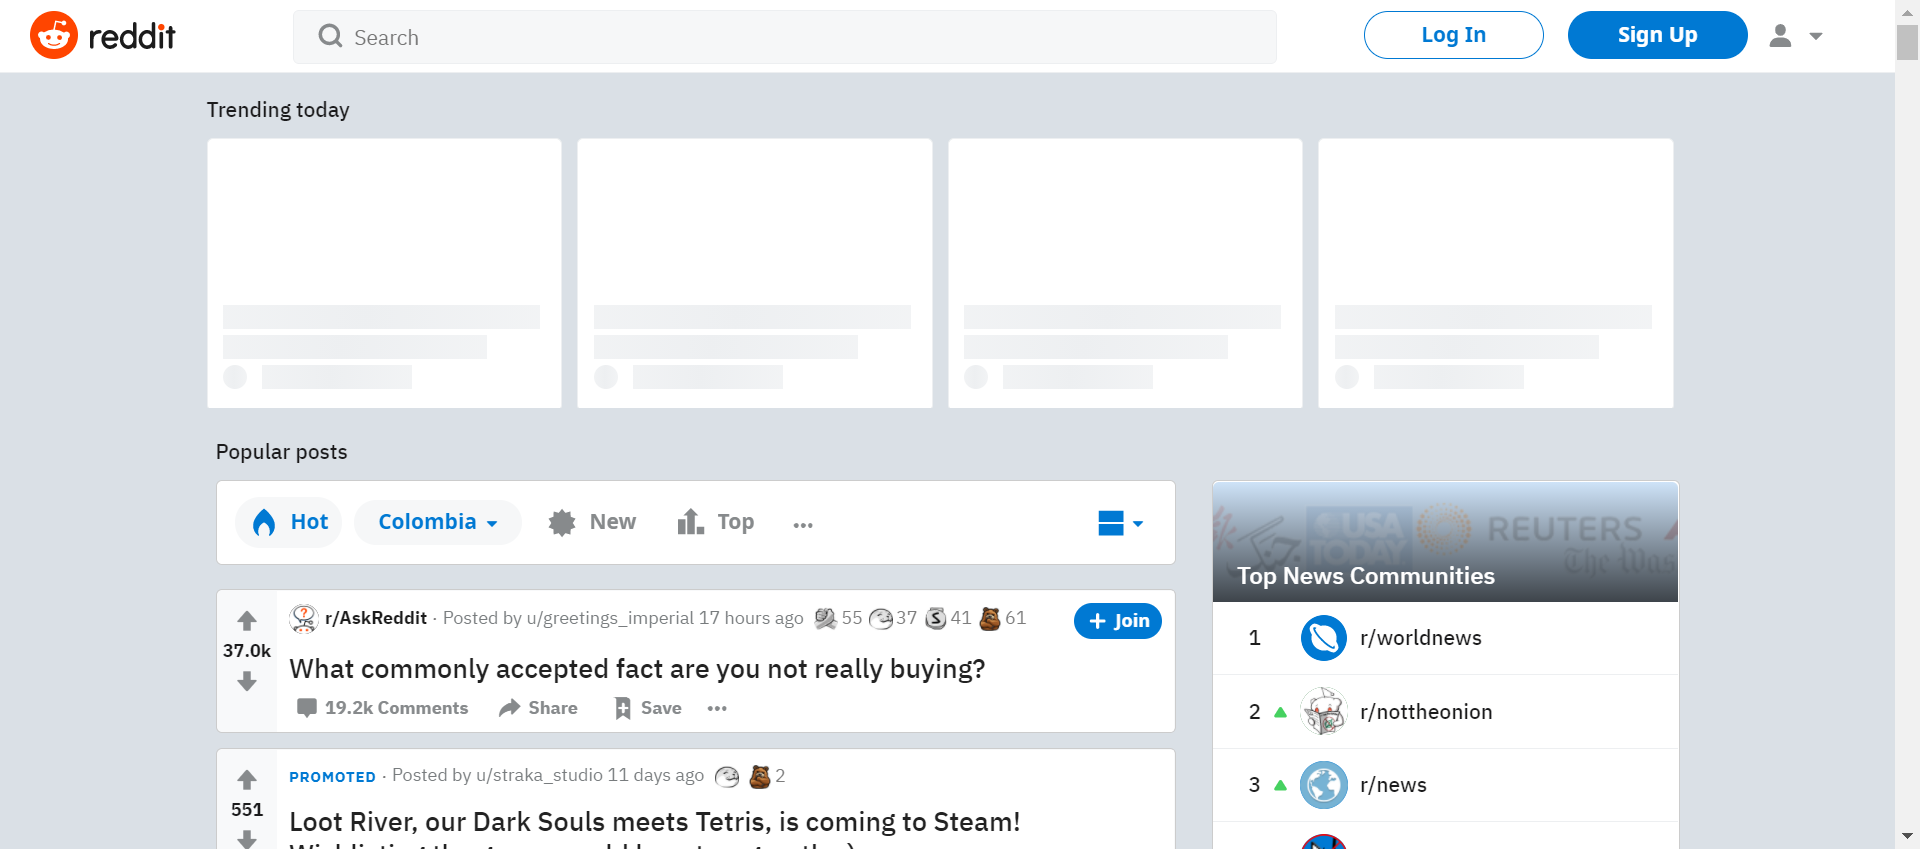 reddit
Search
Log In
Sign Up
Trending today
Popular posts
Hot
Colombia
New
Top
...
USA TODAY
REUTERS
Top News Communities
r/AskReddit · Posted by u/greetings_imperial 17 hours ago 55 37 41 61
+ Join
37.0k
What commonly accepted fact are you not really buying?
19.2k Comments
Share
Save
...
PROMOTED · Posted by u/straka_studio 11 days ago 2
551
Loot River, our Dark Souls meets Tetris, is coming to Steam!
1 r/worldnews
2 r/nottheonion
3 r/news